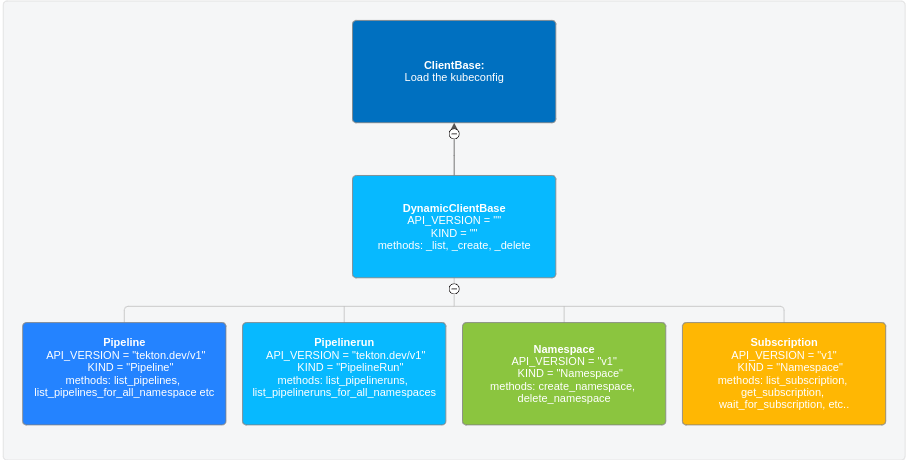 ClientBase:
Load the kubeconfig
DynamicClientBase
API_VERSION = ""
KIND = ""
methods: _list, _create, _delete
Pipeline
API_VERSION = "tekton.dev/v1"
KIND = "Pipeline"
methods: list_pipelines,
list_pipelines_for_all_namespace etc
Pipelinerun
API_VERSION = "tekton.dev/v1"
KIND = "PipelineRun"
methods: list_pipelineruns,
list_pipelineruns_for_all_namespaces
Namespace
API_VERSION = "v1"
KIND = "Namespace"
methods: create_namespace,
delete_namespace
Subscription
API_VERSION = "v1"
KIND = "Namespace"
methods: list_subscription,
get_subscription,
wait_for_subscription, etc..